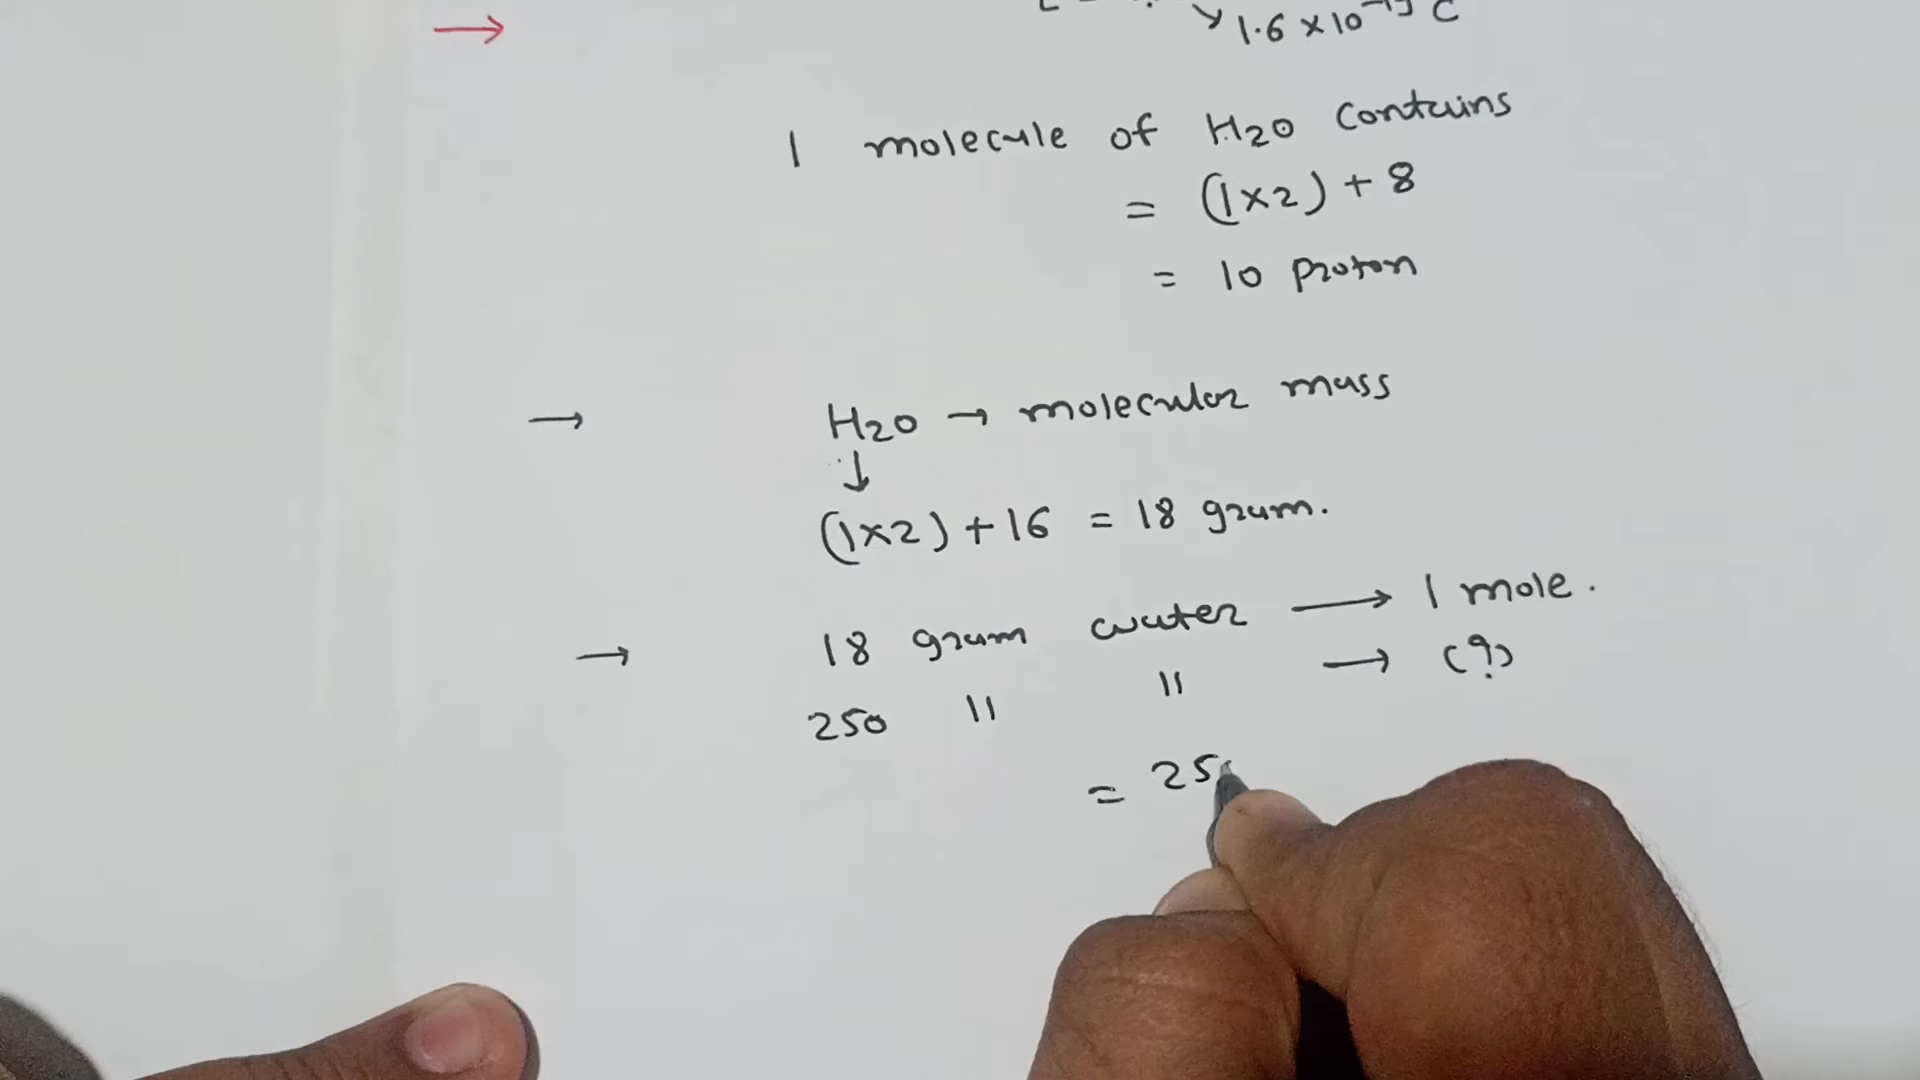 → 1.6 × 10⁻¹⁹ C
1 molecule of H2O contains
= (1×2) + 8
= 10 proton
→ H2O → molecular mass
↓
(1×2) + 16 = 18 gram.
→ 18 gram water → 1 mole.
250 〃 〃 → (?)
= 25